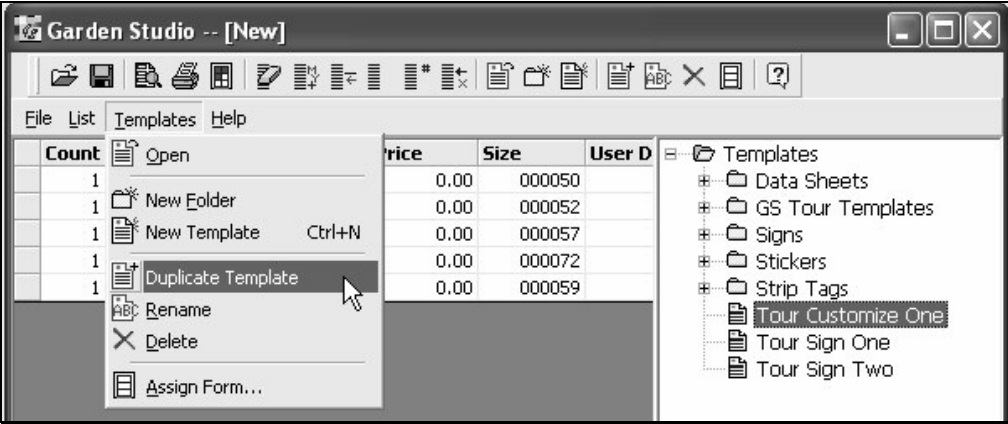 Garden Studio -- [New]
File List Templates Help
Count Price Size User D
1 0.00 000050
1 0.00 000052
1 0.00 000057
1 0.00 000072
1 0.00 000059
Open
New Folder
New Template Ctrl+N
Duplicate Template
Rename
Delete
Assign Form...
Templates
Data Sheets
GS Tour Templates
Signs
Stickers
Strip Tags
Tour Customize One
Tour Sign One
Tour Sign Two